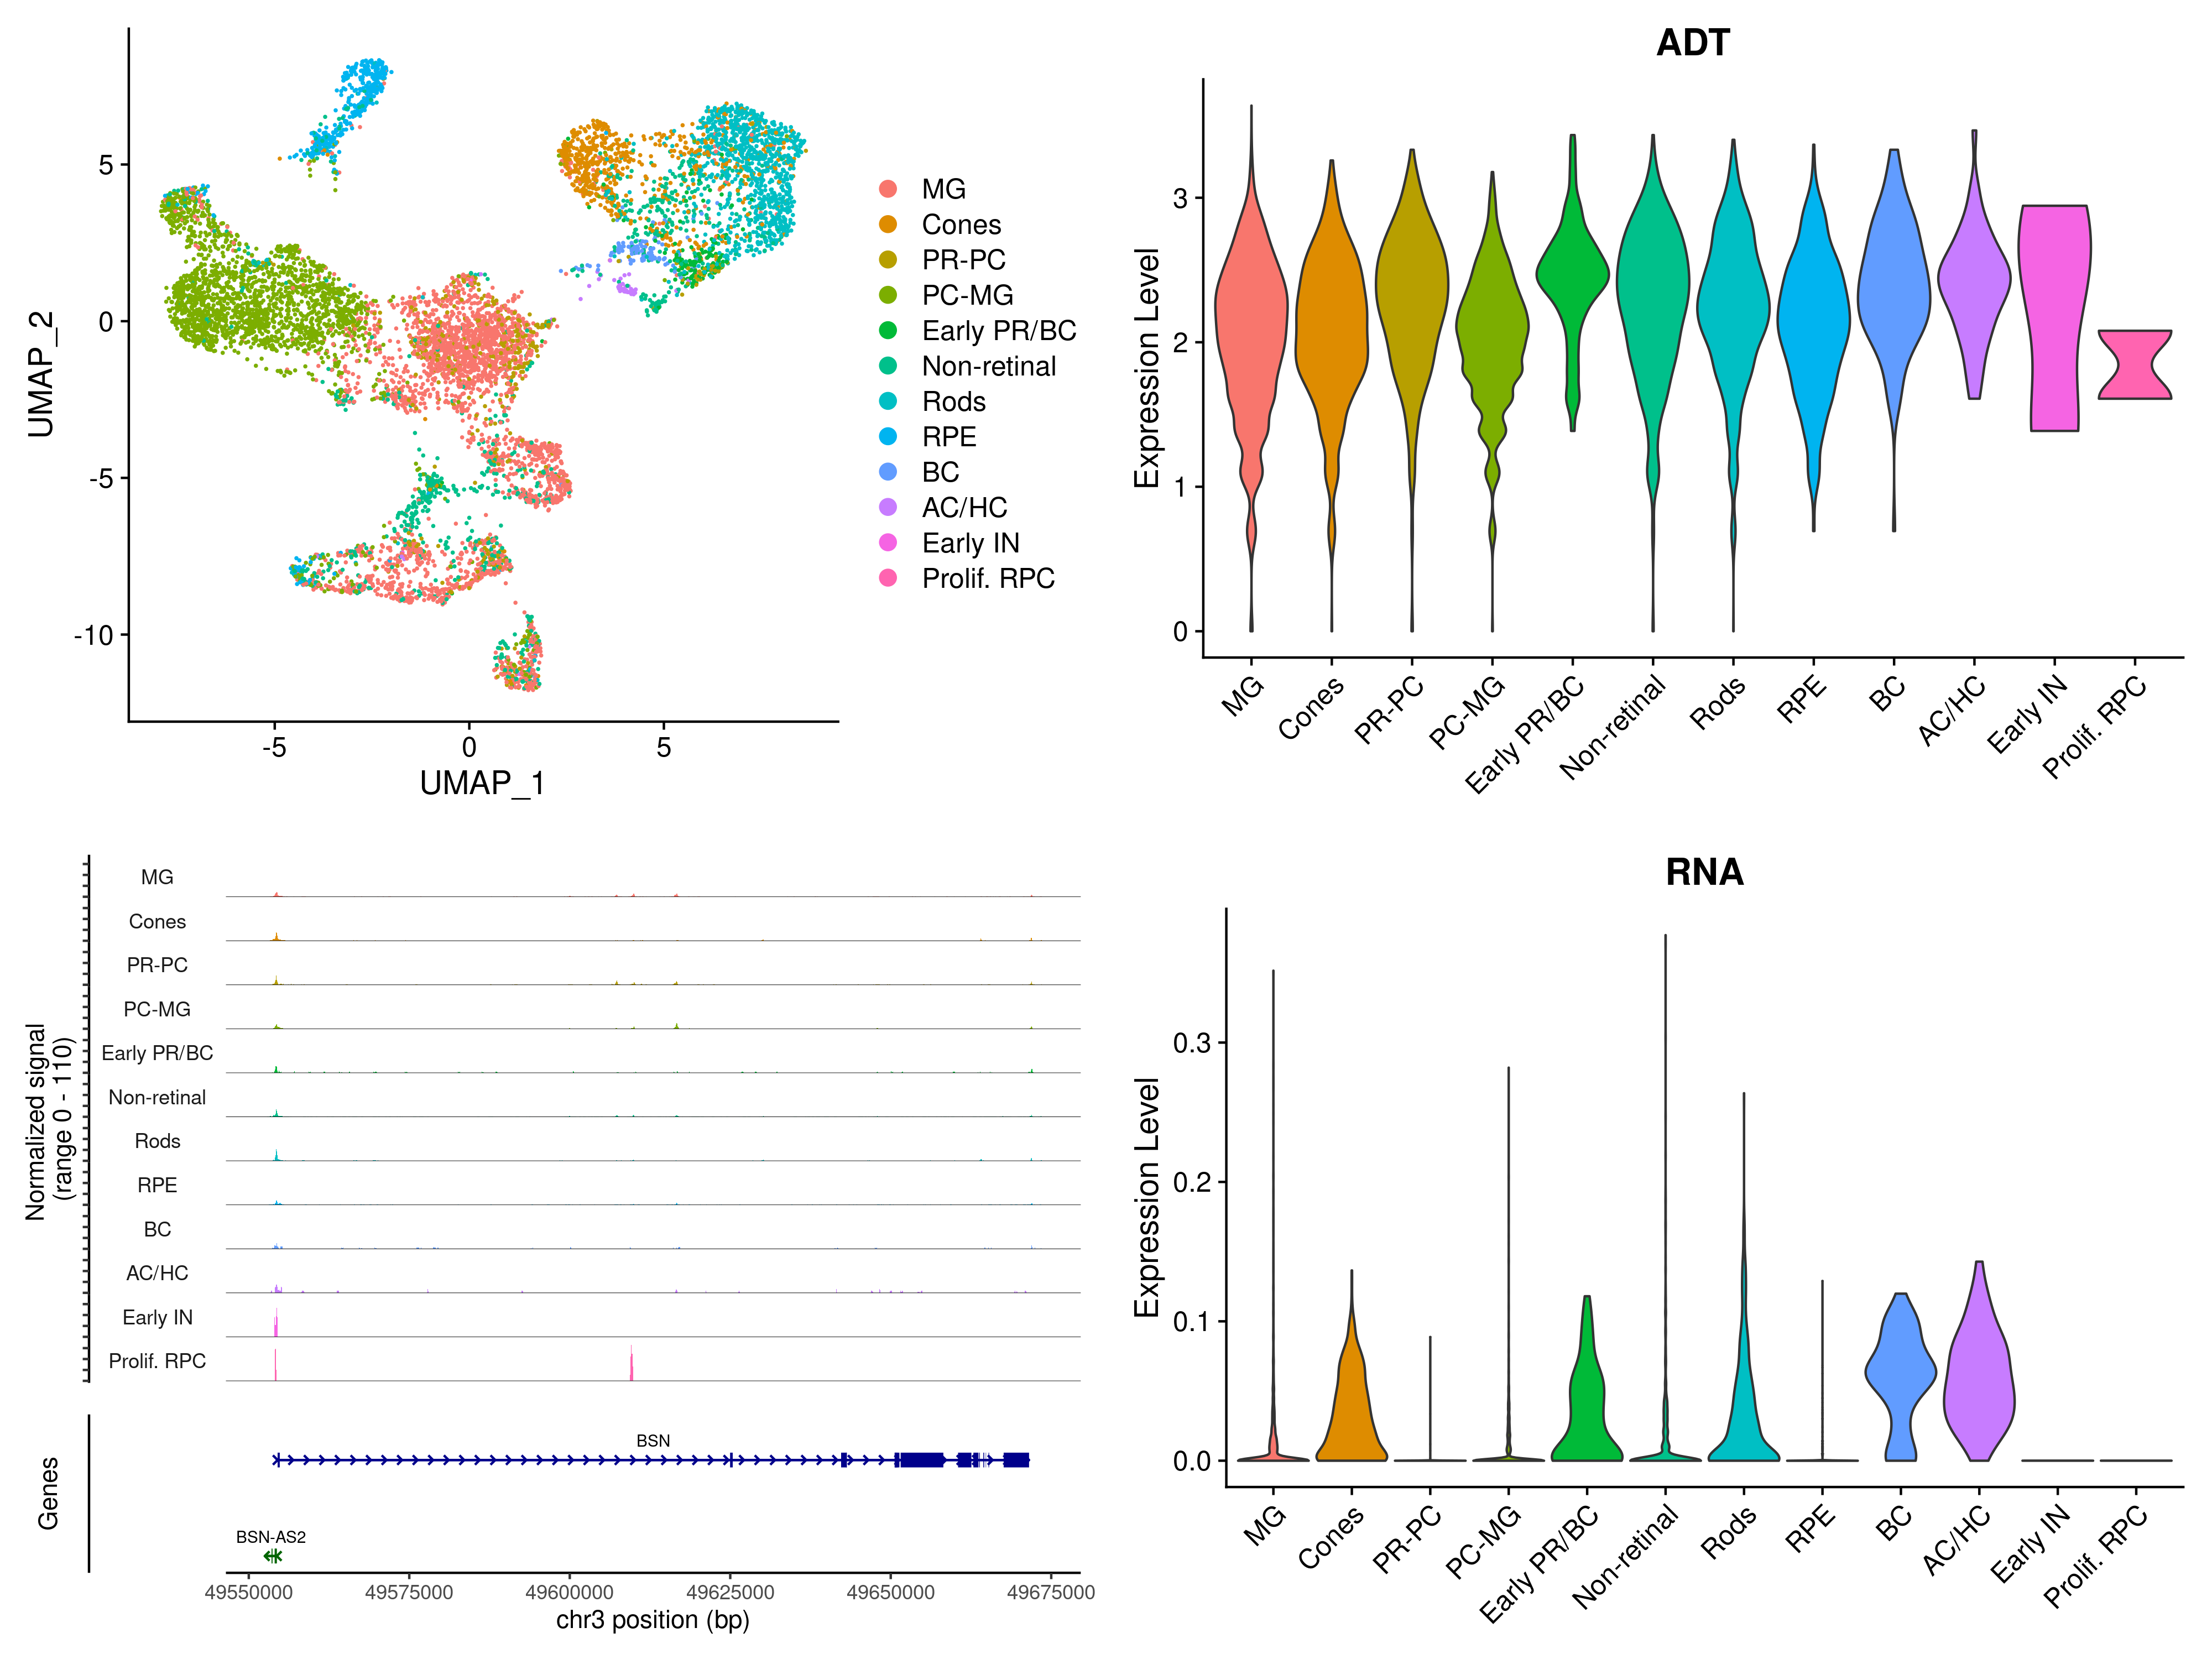 UMAP_2
5
0
-5
-10
-5
0
5
UMAP_1
MG
Cones
PR-PC
PC-MG
Early PR/BC
Non-retinal
Rods
RPE
BC
AC/HC
Early IN
Prolif. RPC
ADT
Expression Level
3
2
1
0
MG
Cones
PR-PC
PC-MG
Early PR/BC
Non-retinal
Rods
RPE
BC
AC/HC
Early IN
Prolif. RPC
Normalized signal
(range 0 - 110)
MG
Cones
PR-PC
PC-MG
Early PR/BC
Non-retinal
Rods
RPE
BC
AC/HC
Early IN
Prolif. RPC
Genes
BSN
BSN-AS2
49550000
49575000
49600000
49625000
49650000
49675000
chr3 position (bp)
RNA
Expression Level
0.3
0.2
0.1
0.0
MG
Cones
PR-PC
PC-MG
Early PR/BC
Non-retinal
Rods
RPE
BC
AC/HC
Early IN
Prolif. RPC